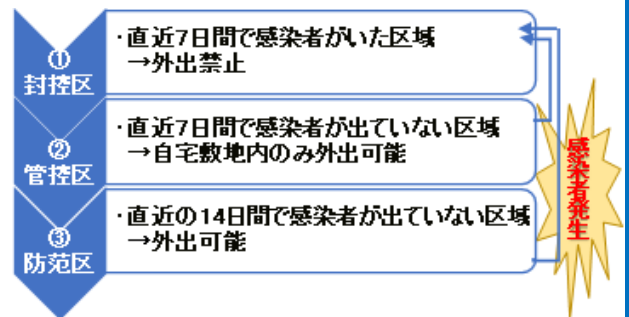 ①
封控区
・直近7日間で感染者がいた区域
→外出禁止
②
管控区
・直近7日間で感染者が出ていない区域
→自宅敷地内のみ外出可能
③
防范区
・直近の14日間で感染者が出ていない区域
→外出可能
感染者発生